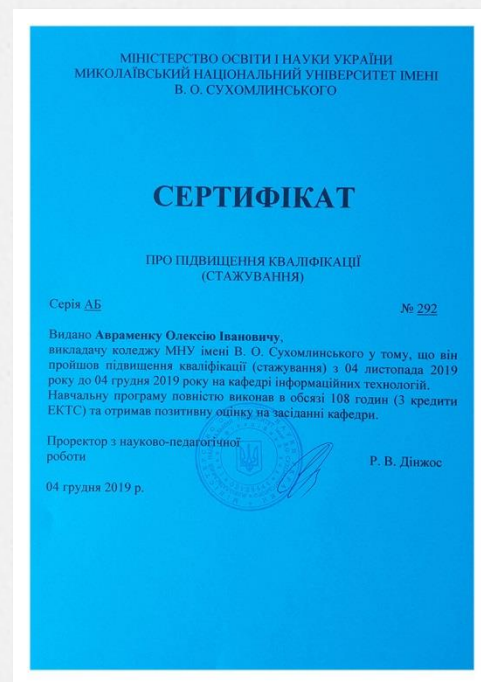 МІНІСТЕРСТВО ОСВІТИ І НАУКИ УКРАЇНИ
МИКОЛАЇВСЬКИЙ НАЦІОНАЛЬНИЙ УНІВЕРСИТЕТ ІМЕНІ
В. О. СУХОМЛИНСЬКОГО
СЕРТИФІКАТ
ПРО ПІДВИЩЕННЯ КВАЛІФІКАЦІЇ
(СТАЖУВАННЯ)
Серія АБ № 292
Видано Авраменку Олексію Івановичу,
викладачу коледжу МНУ імені В. О. Сухомлинського у тому, що він
пройшов підвищення кваліфікації (стажування) з 04 листопада 2019
року до 04 грудня 2019 року на кафедрі інформаційних технологій.
Навчальну програму повністю виконав в обсязі 108 годин (3 кредити
ЕКТС) та отримав позитивну оцінку на засіданні кафедри.
Проректор з науково-педагогічної
роботи Р. В. Дінжос
04 грудня 2019 р.